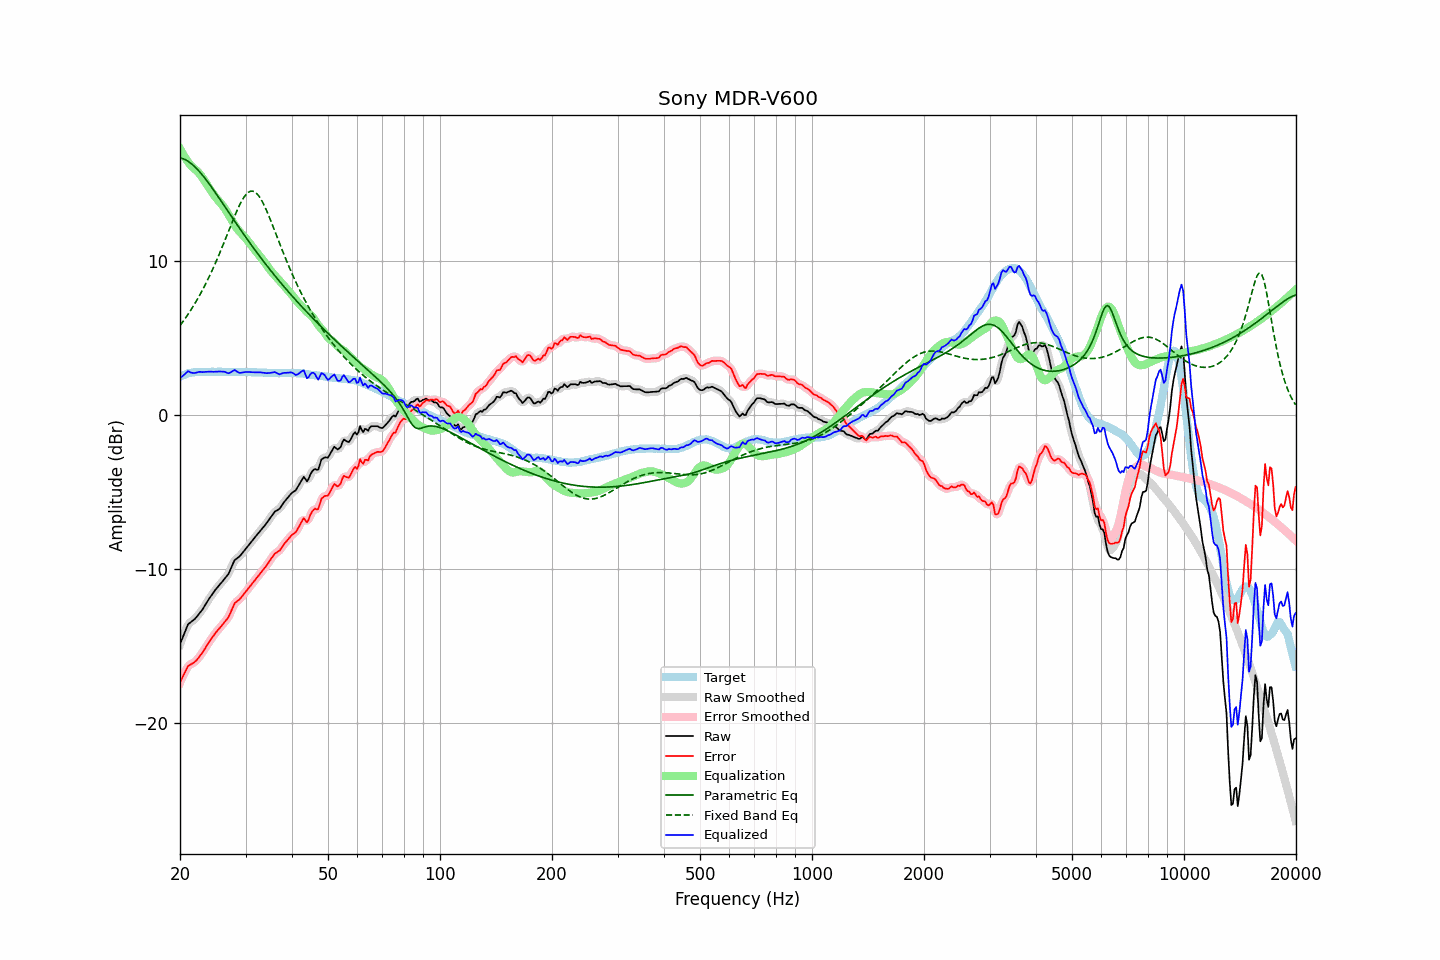 Sony MDR-V600
Amplitude (dBr)
10
0
−10
−20
Target
Raw Smoothed
Error Smoothed
Raw
Error
Equalization
Parametric Eq
Fixed Band Eq
Equalized
20 50 100 200 500 1000 2000 5000 10000 20000
Frequency (Hz)